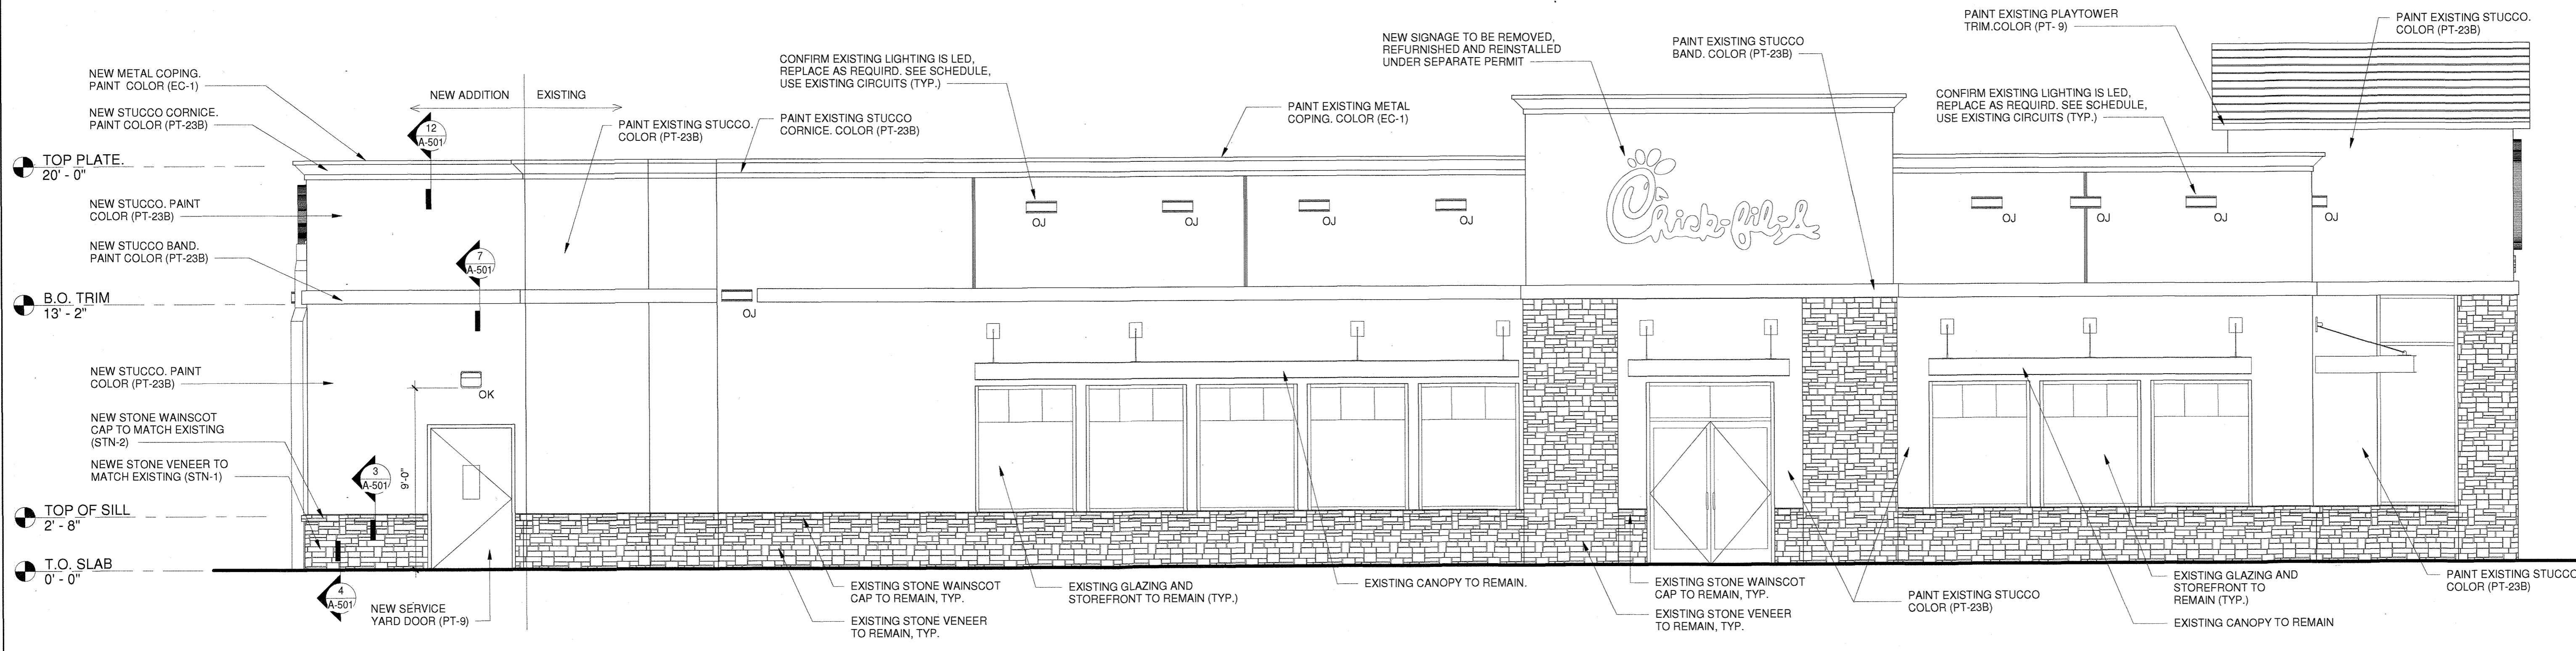 NEW METAL COPING.
PAINT COLOR (EC-1)
NEW STUCCO CORNICE.
PAINT COLOR (PT-23B)
TOP PLATE.
20' - 0"
NEW STUCCO. PAINT
COLOR (PT-23B)
NEW STUCCO BAND.
PAINT COLOR (PT-23B)
B.O. TRIM
13' - 2"
NEW STUCCO. PAINT
COLOR (PT-23B)
NEW STONE WAINSCOT
CAP TO MATCH EXISTING
(STN-2)
NEWE STONE VENEER TO
MATCH EXISTING (STN-1)
TOP OF SILL
2' - 8"
T.O. SLAB
0' - 0"
NEW ADDITION
EXISTING
12
A-501
7
A-501
3
A-501
4
A-501
9'-0"
OK
OJ
NEW SERVICE
YARD DOOR (PT-9)
PAINT EXISTING STUCCO.
COLOR (PT-23B)
PAINT EXISTING STUCCO
CORNICE. COLOR (PT-23B)
CONFIRM EXISTING LIGHTING IS LED,
REPLACE AS REQUIRD. SEE SCHEDULE,
USE EXISTING CIRCUITS (TYP.)
PAINT EXISTING METAL
COPING. COLOR (EC-1)
NEW SIGNAGE TO BE REMOVED,
REFURNISHED AND REINSTALLED
UNDER SEPARATE PERMIT
PAINT EXISTING STUCCO
BAND. COLOR (PT-23B)
PAINT EXISTING PLAYTOWER
TRIM.COLOR (PT- 9)
CONFIRM EXISTING LIGHTING IS LED,
REPLACE AS REQUIRD. SEE SCHEDULE,
USE EXISTING CIRCUITS (TYP.)
PAINT EXISTING STUCCO.
COLOR (PT-23B)
OJ
OJ
OJ
OJ
Chick-fil-A
OJ
OJ
OJ
OJ
EXISTING STONE WAINSCOT
CAP TO REMAIN, TYP.
EXISTING STONE VENEER
TO REMAIN, TYP.
EXISTING GLAZING AND
STOREFRONT TO REMAIN (TYP.)
EXISTING CANOPY TO REMAIN.
EXISTING STONE WAINSCOT
CAP TO REMAIN, TYP.
EXISTING STONE VENEER
TO REMAIN, TYP.
PAINT EXISTING STUCCO
COLOR (PT-23B)
EXISTING GLAZING AND
STOREFRONT TO
REMAIN (TYP.)
EXISTING CANOPY TO REMAIN
PAINT EXISTING STUCCO
COLOR (PT-23B)